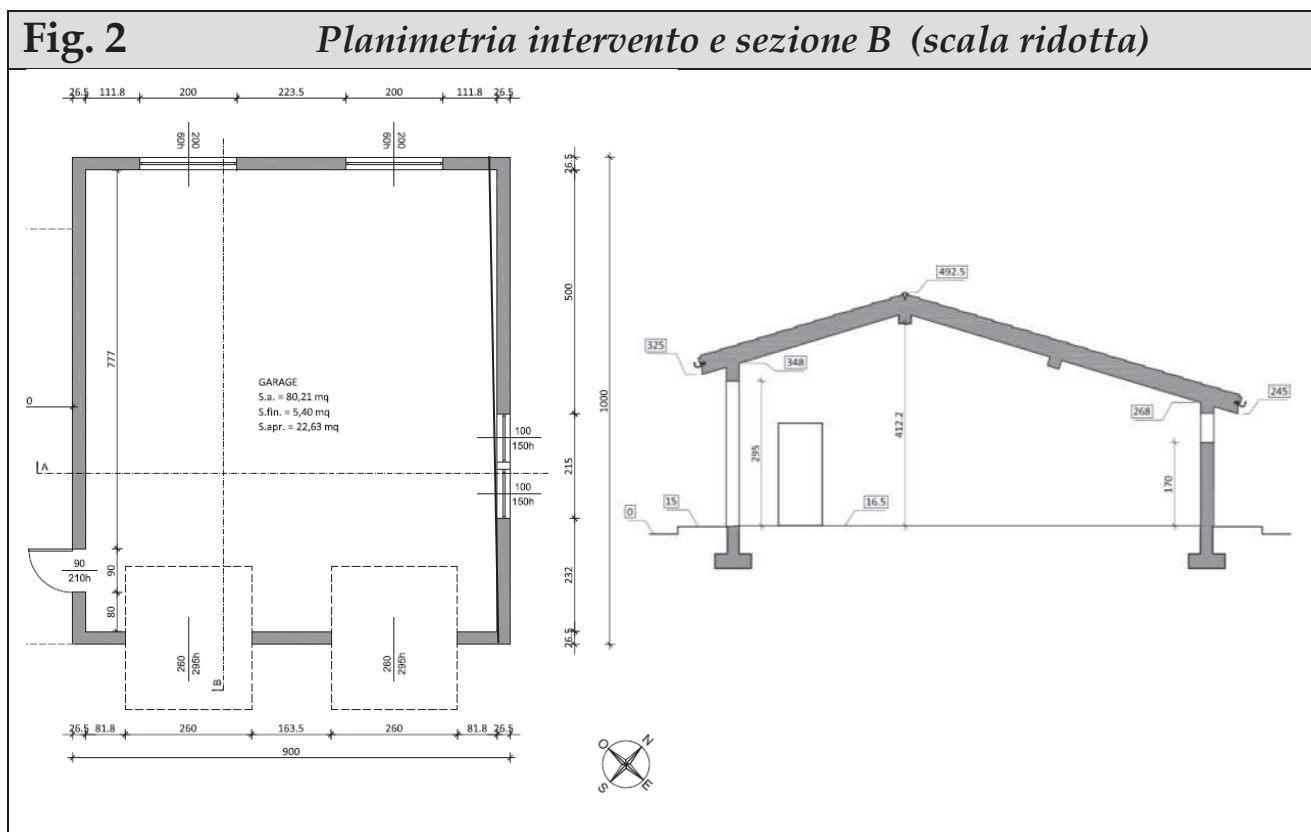 Fig. 2 Planimetria intervento e sezione B (scala ridotta)
26.5 111.8 200 223.5 200 111.8 26.5
200
60h
200
60h
26.5
777
500
1000
GARAGE
S.a. = 80,21 mq
S.fin. = 5,40 mq
S.apr. = 22,63 mq
0
A
100
150h
215
100
150h
90
210h
90
80
232
26.5
260
295h
B
260
295h
26.5 81.8 260 163.5 260 81.8 26.5
900
O N
S E
492.5
325
348
268
245
412.2
295
170
0
15
16.5